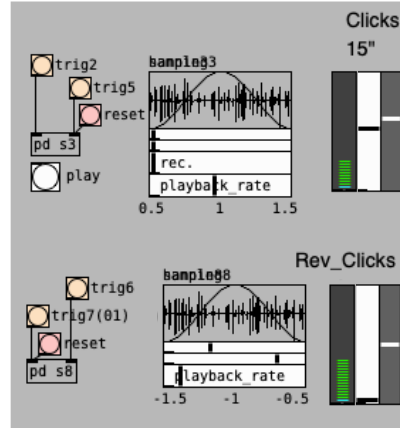 Clicks
15"
trig2
trig5
reset
pd s3
play
rec.
playback_rate
0.5 1 1.5
Rev_Clicks
trig6
trig7(01)
reset
pd s8
playback_rate
-1.5 -1 -0.5